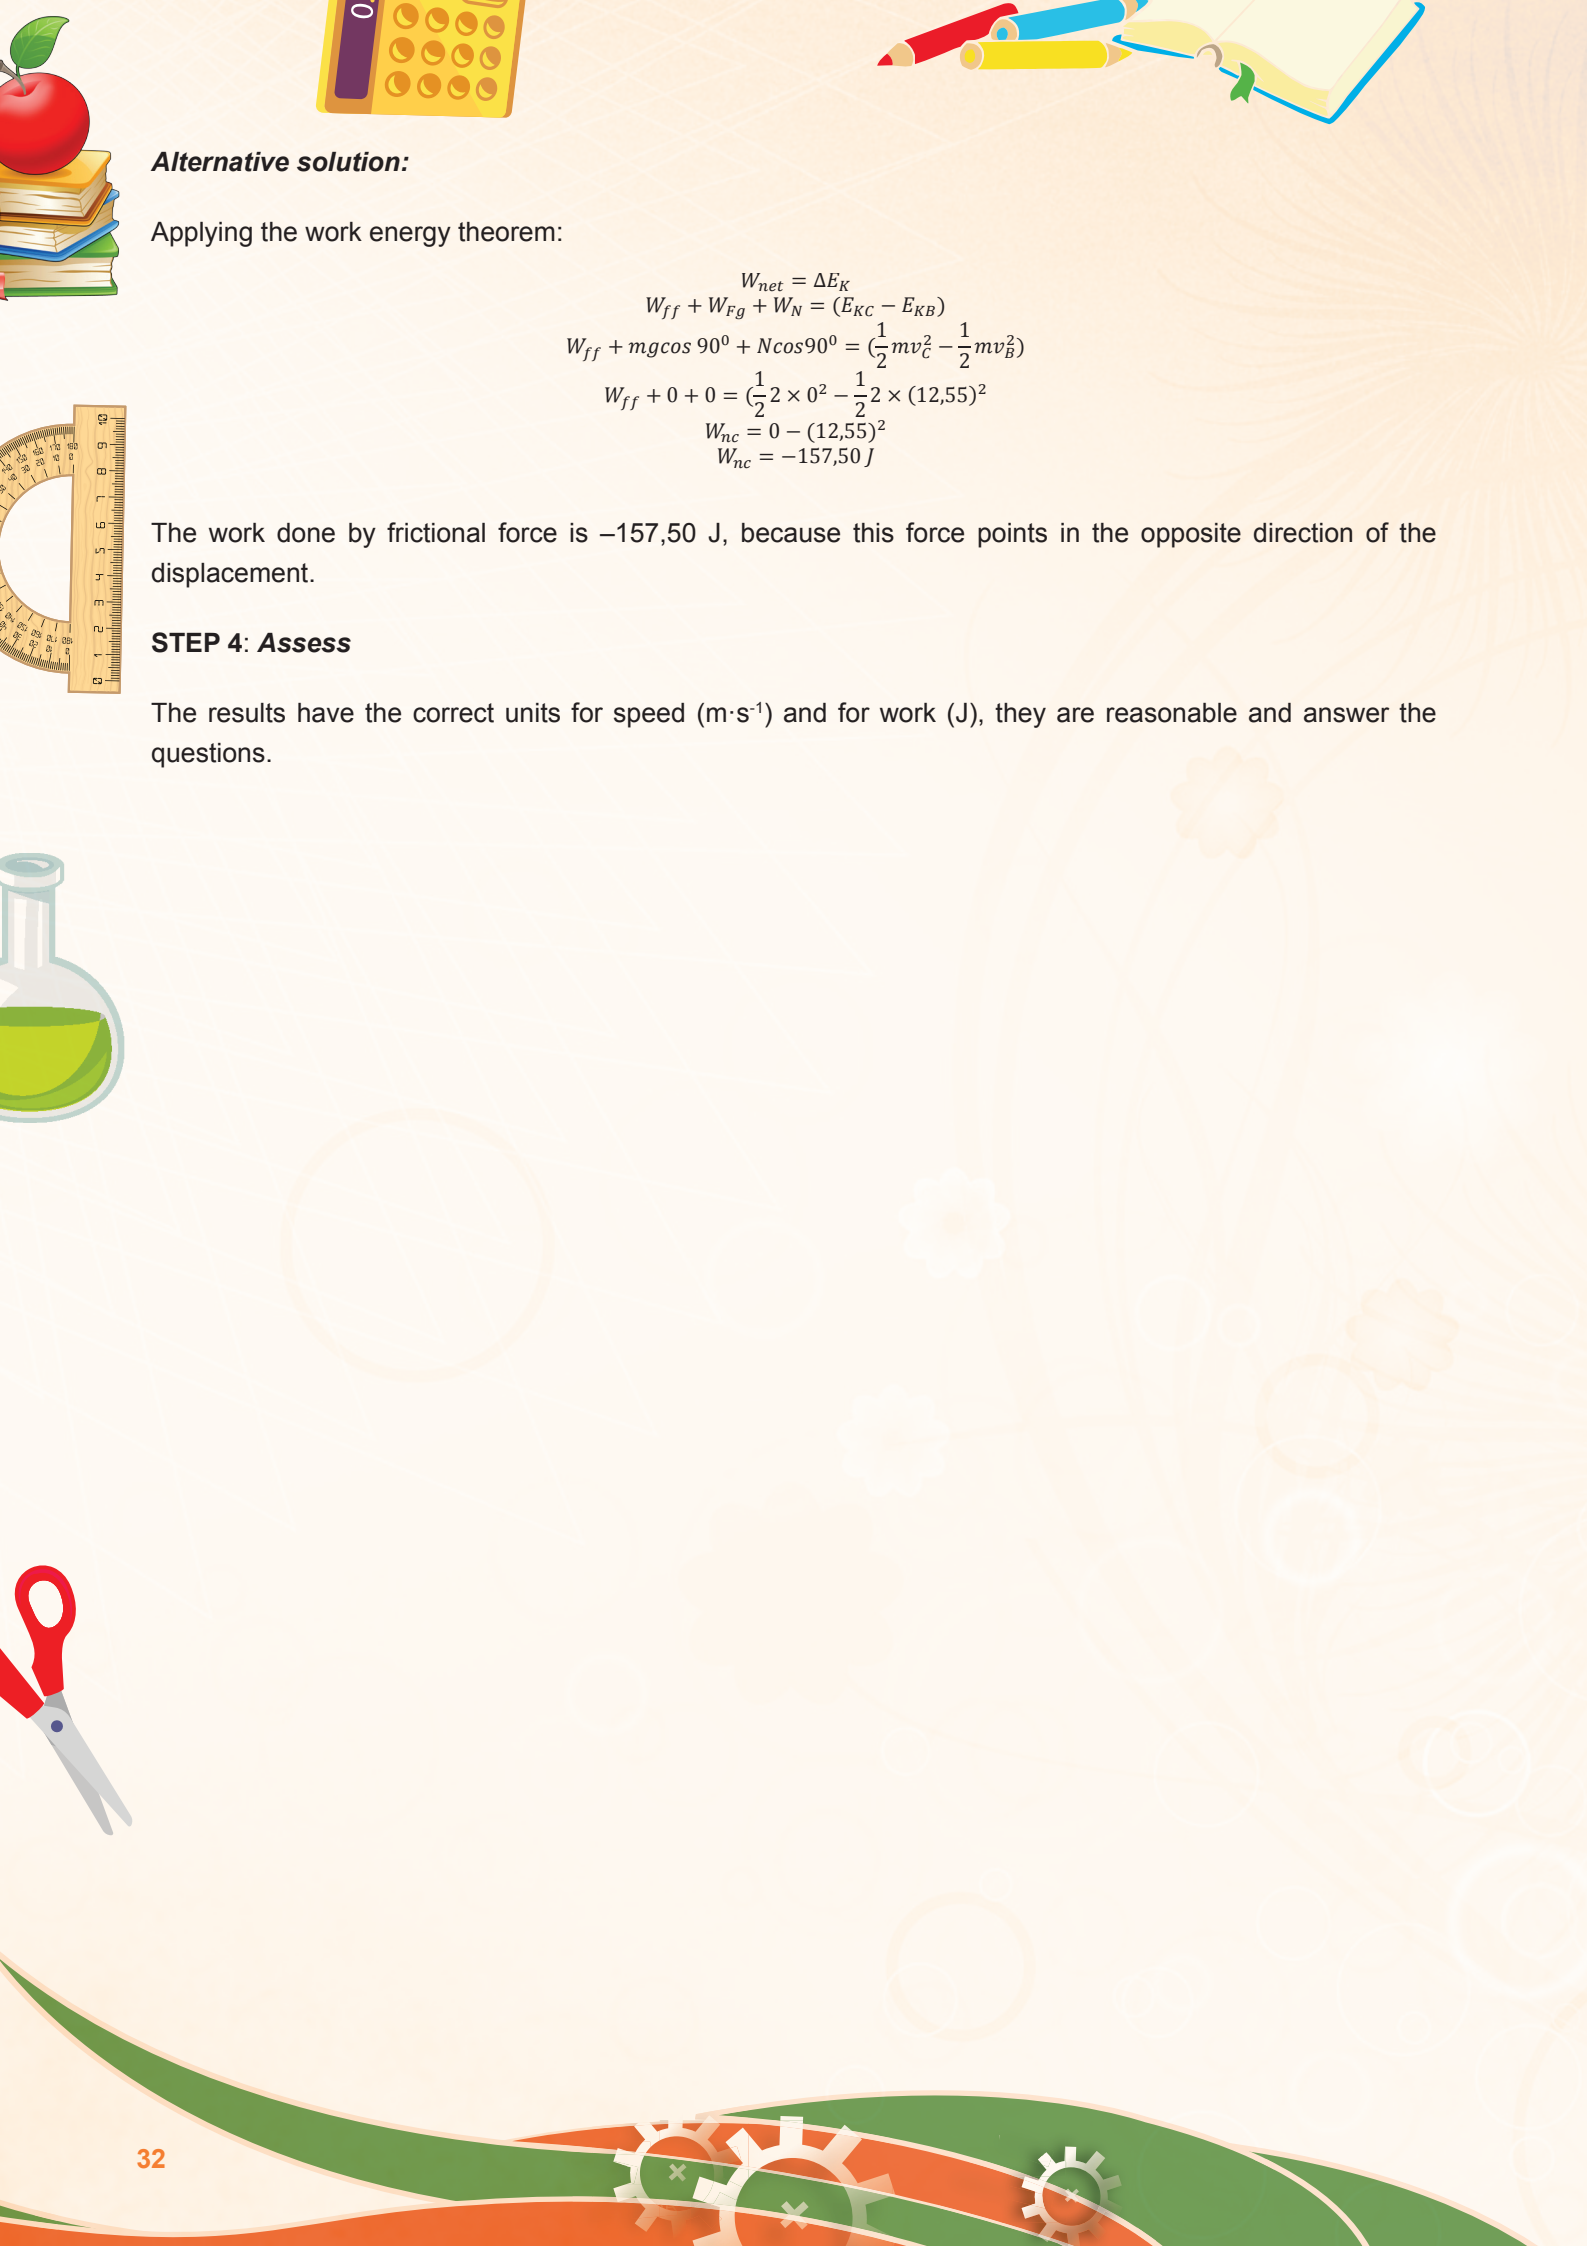 Alternative solution:
Applying the work energy theorem:
W_net = ΔE_K
W_ff + W_Fg + W_N = (E_KC − E_KB)
W_ff + mgcos 90⁰ + Ncos90⁰ = (1/2 mv_C² − 1/2 mv_B²)
W_ff + 0 + 0 = (1/2 2 × 0² − 1/2 2 × (12,55)²
W_nc = 0 − (12,55)²
W_nc = −157,50 J
The work done by frictional force is –157,50 J, because this force points in the opposite direction of the
displacement.
STEP 4: Assess
The results have the correct units for speed (m·s⁻¹) and for work (J), they are reasonable and answer the
questions.
32